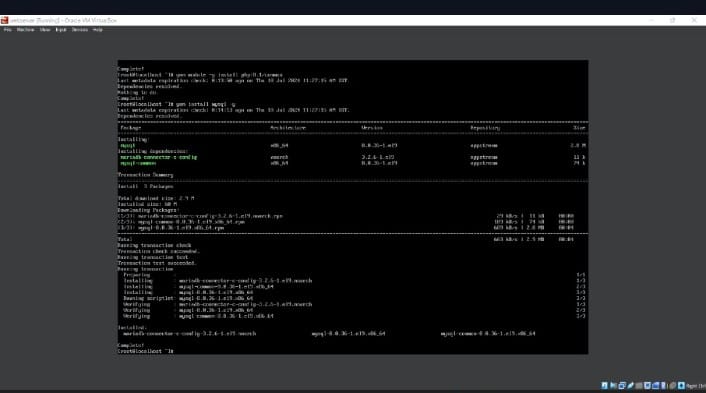 webserver [Running] - Oracle VM VirtualBox
File Machine View Input Devices Help
Complete!
[root@localhost ~]# yum module -y install php:8.1/common
Last metadata expiration check: 0:13:50 ago on Thu 18 Jul 2024 11:27:15 AM IST.
Dependencies resolved.
Nothing to do.
Complete!
[root@localhost ~]# yum install mysql -y
Last metadata expiration check: 0:14:13 ago on Thu 18 Jul 2024 11:27:15 AM IST.
Dependencies resolved.
Package Architecture Version Repository Size
Installing:
mysql x86_64 8.0.36-1.el9 appstream 2.8 M
Installing dependencies:
mariadb-connector-c-config noarch 3.2.6-1.el9 appstream 11 k
mysql-common x86_64 8.0.36-1.el9 appstream 74 k
Transaction Summary
Install 3 Packages
Total download size: 2.9 M
Installed size: 60 M
Downloading Packages:
(1/3): mariadb-connector-c-config-3.2.6-1.el9.noarch.rpm 29 kB/s | 11 kB 00:00
(2/3): mysql-common-8.0.36-1.el9.x86_64.rpm 189 kB/s | 74 kB 00:00
(3/3): mysql-8.0.36-1.el9.x86_64.rpm 689 kB/s | 2.8 MB 00:04
Total 603 kB/s | 2.9 MB 00:04
Running transaction check
Transaction check succeeded.
Running transaction test
Transaction test succeeded.
Running transaction
Preparing : 1/1
Installing : mariadb-connector-c-config-3.2.6-1.el9.noarch 1/3
Installing : mysql-common-8.0.36-1.el9.x86_64 2/3
Installing : mysql-8.0.36-1.el9.x86_64 3/3
Running scriptlet: mysql-8.0.36-1.el9.x86_64 3/3
Verifying : mariadb-connector-c-config-3.2.6-1.el9.noarch 1/3
Verifying : mysql-8.0.36-1.el9.x86_64 2/3
Verifying : mysql-common-8.0.36-1.el9.x86_64 3/3
Installed:
mariadb-connector-c-config-3.2.6-1.el9.noarch mysql-8.0.36-1.el9.x86_64 mysql-common-8.0.36-1.el9.x86_64
Complete!
[root@localhost ~]#
Right Ctrl